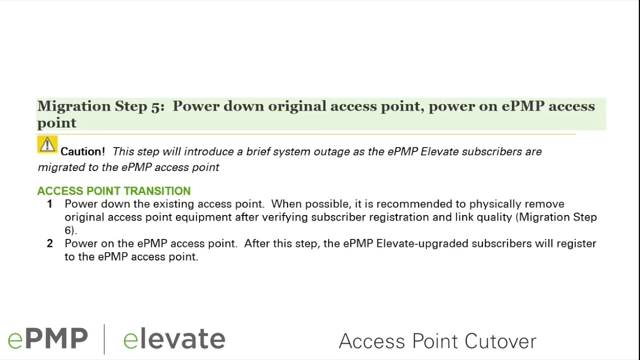 Migration Step 5:  Power down original access point, power on ePMP access
point
Caution!  This step will introduce a brief system outage as the ePMP Elevate subscribers are
migrated to the ePMP access point
ACCESS POINT TRANSITION
1  Power down the existing access point.  When possible, it is recommended to physically remove
original access point equipment after verifying subscriber registration and link quality (Migration Step
6).
2  Power on the ePMP access point.  After this step, the ePMP Elevate-upgraded subscribers will register
to the ePMP access point.
ePMP | elevate
Access Point Cutover